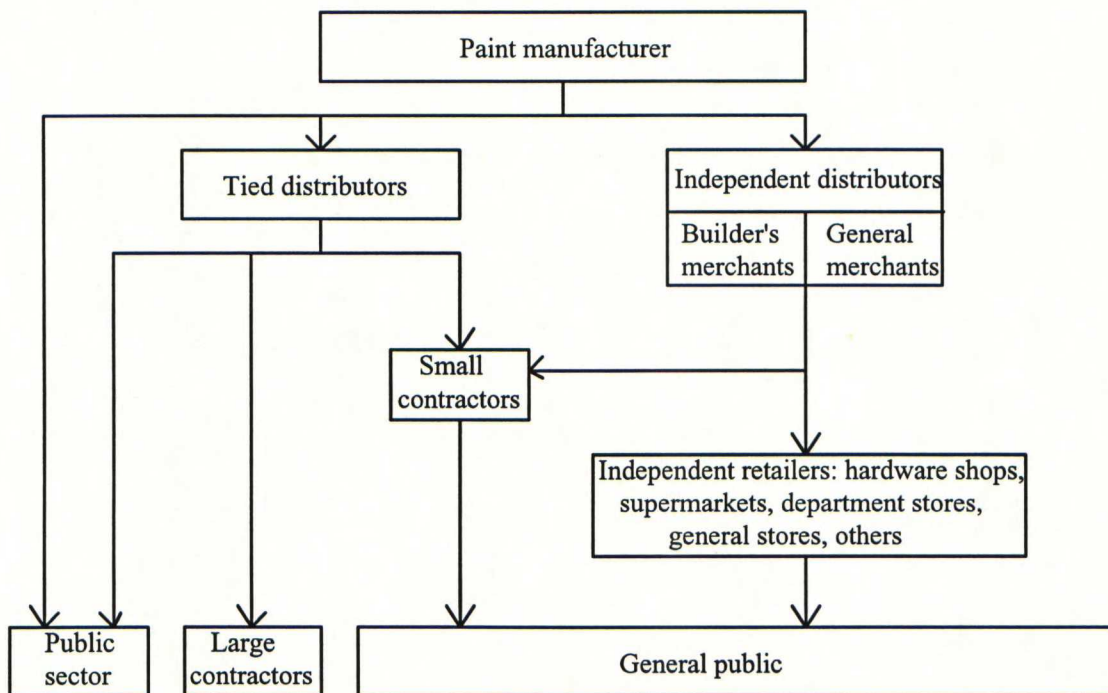 Paint manufacturer
Tied distributors
Independent distributors
Builder's
merchants
General
merchants
Small
contractors
Independent retailers: hardware shops,
supermarkets, department stores,
general stores, others
Public
sector
Large
contractors
General public